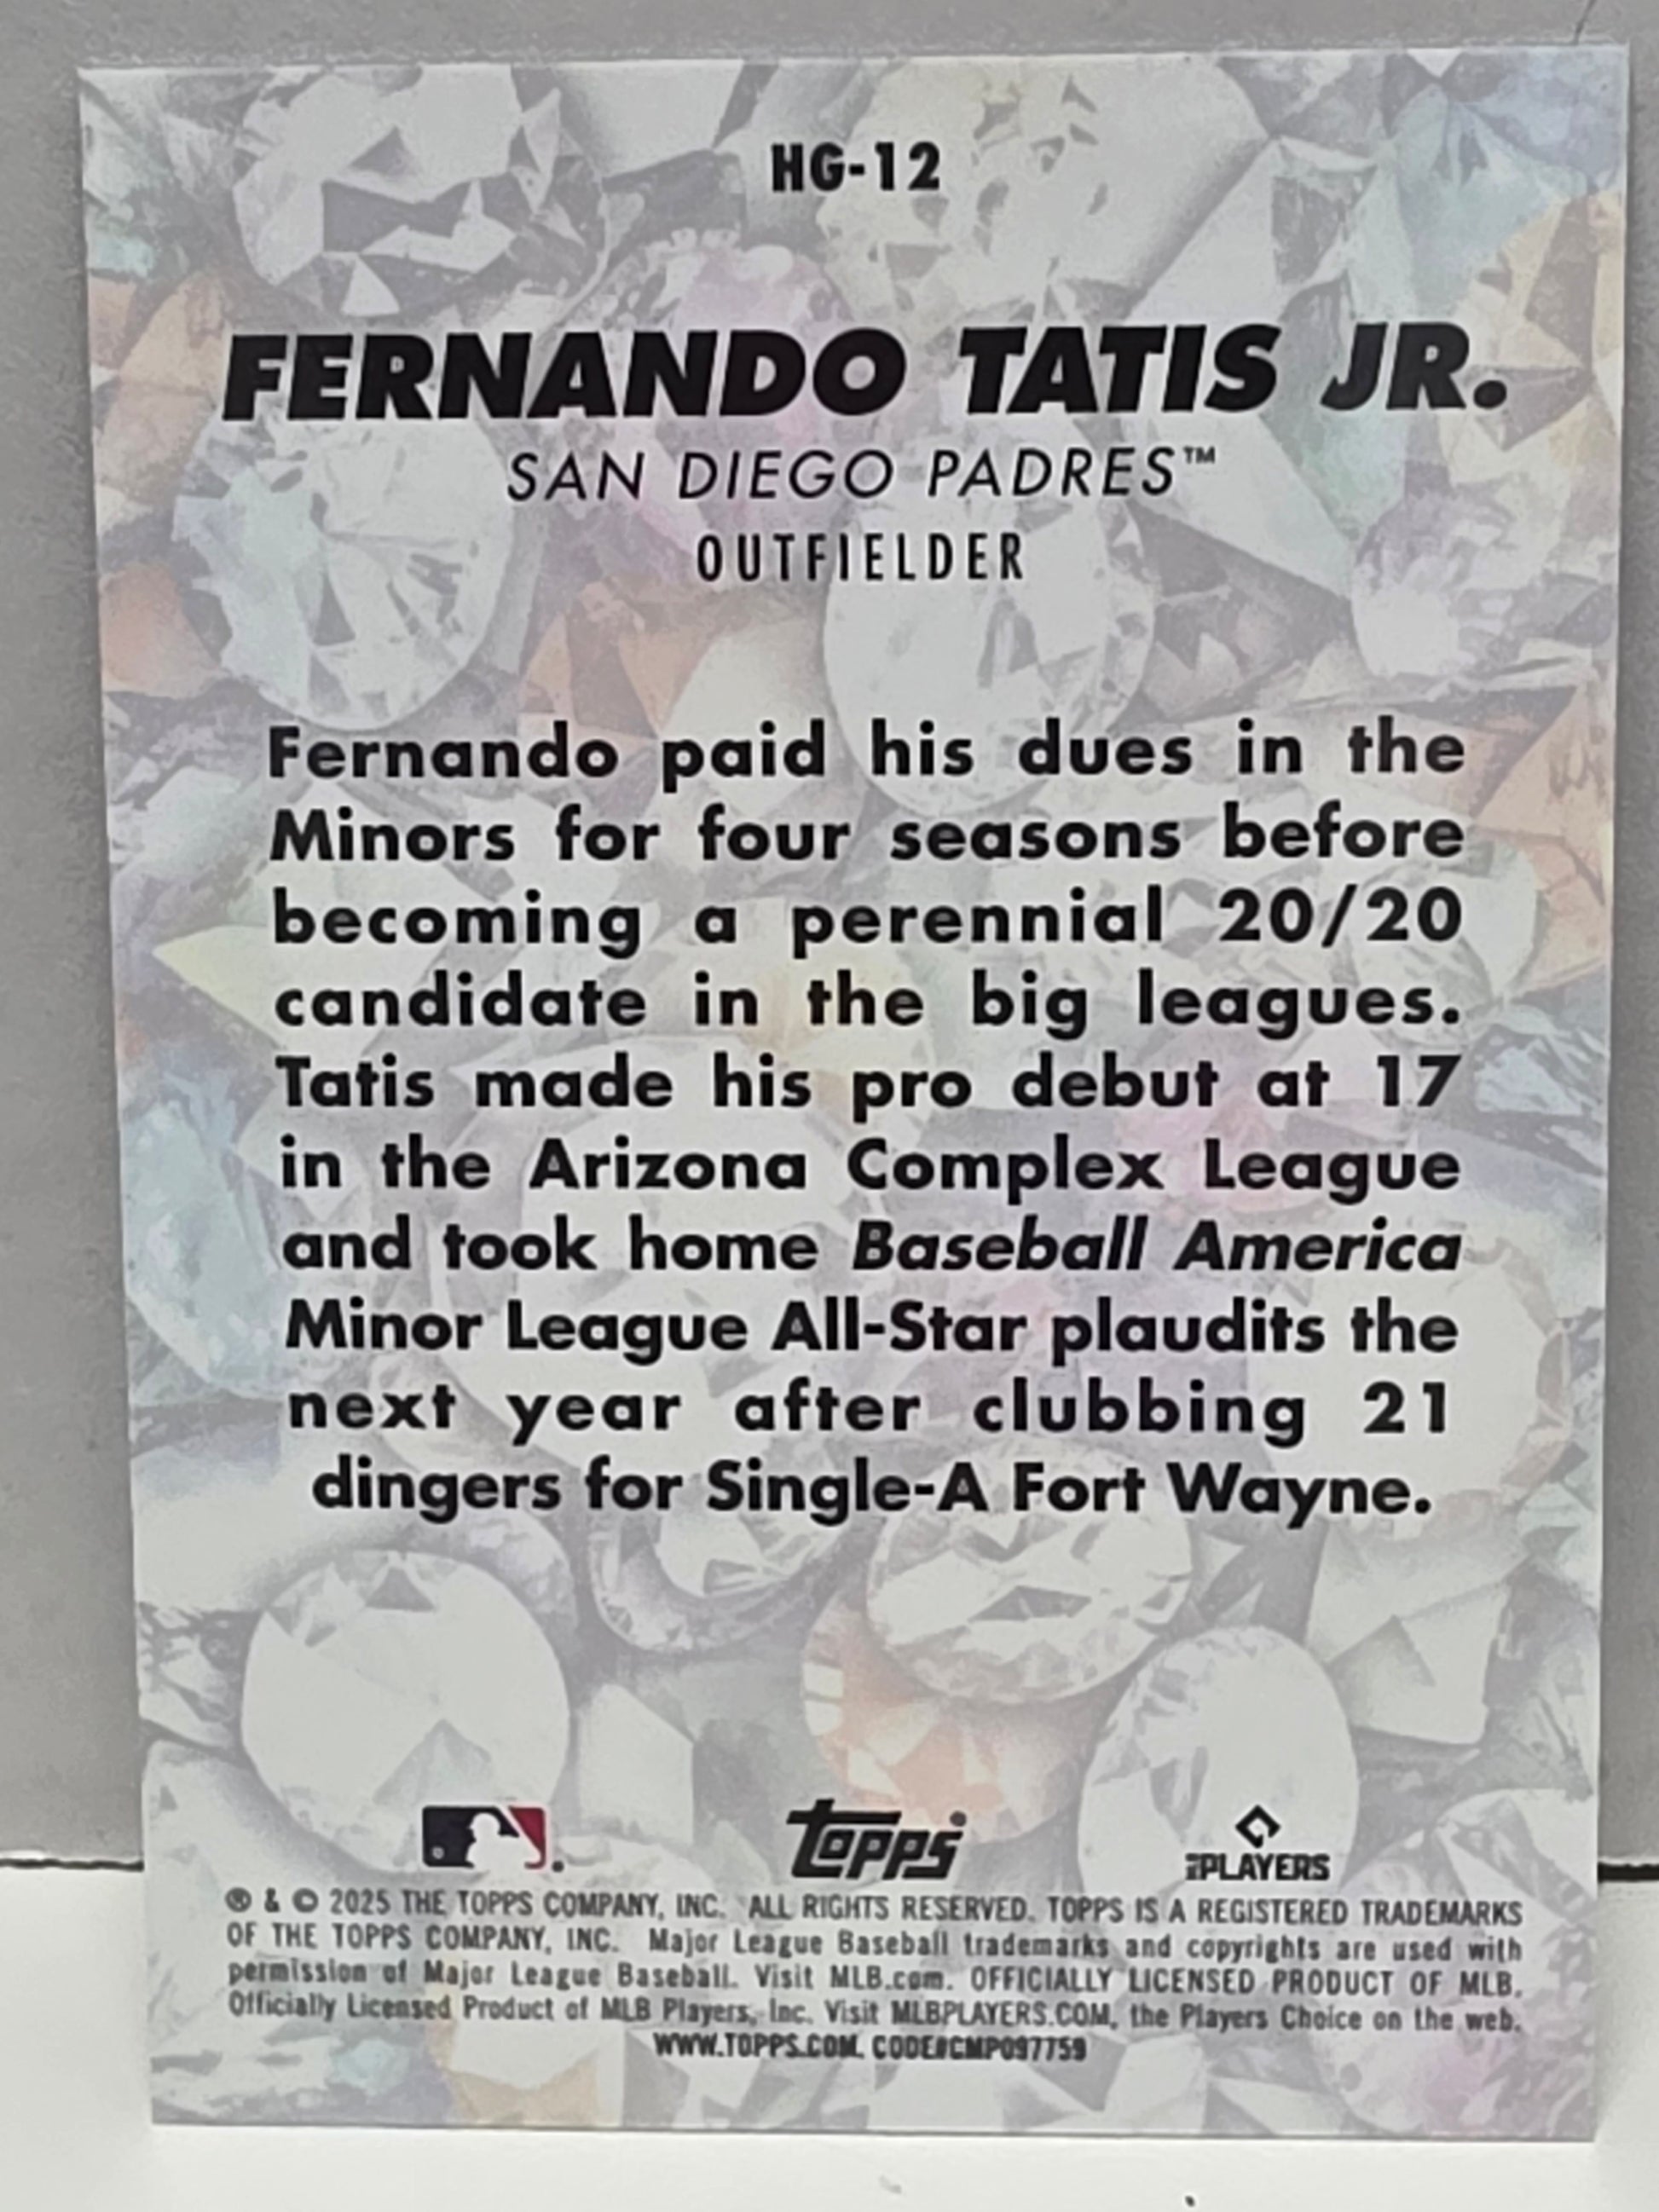 HG-12
FERNANDO TATIS JR.
SAN DIEGO PADRES™
OUTFIELDER
Fernando paid his dues in the
Minors for four seasons before
becoming a perennial 20/20
candidate in the big leagues.
Tatis made his pro debut at 17
in the Arizona Complex League
and took home Baseball America
Minor League All-Star plaudits the
next year after clubbing 21
dingers for Single-A Fort Wayne.
topps
PLAYERS
® & © 2025 THE TOPPS COMPANY, INC. ALL RIGHTS RESERVED. TOPPS IS A REGISTERED TRADEMARKS
OF THE TOPPS COMPANY, INC. Major League Baseball trademarks and copyrights are used with
permission of Major League Baseball. Visit MLB.com. OFFICIALLY LICENSED PRODUCT OF MLB.
Officially Licensed Product of MLB Players, Inc. Visit MLBPLAYERS.COM, the Players Choice on the web.
WWW.TOPPS.COM. CODE#CMP097759